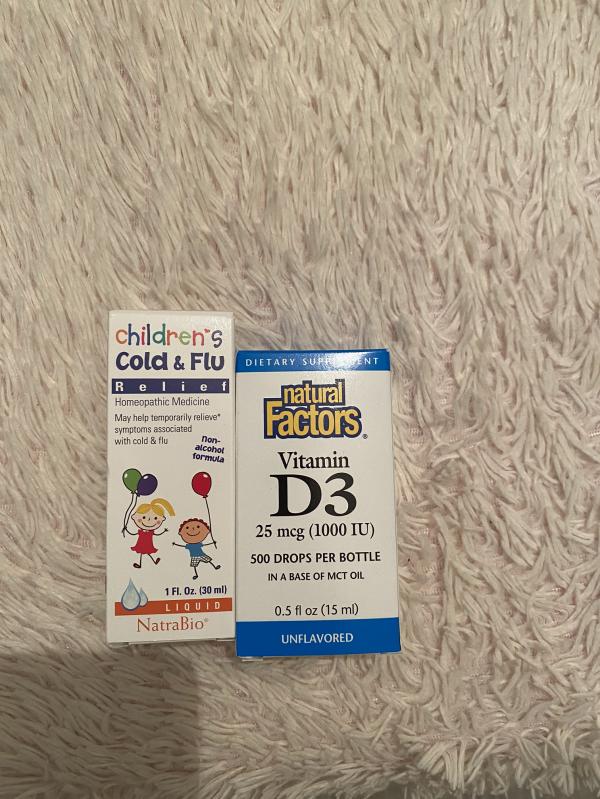 children's
Cold & Flu
Relief
Homeopathic Medicine
May help temporarily relieve*
symptoms associated
with cold & flu
Non-
alcohol
formula
1 Fl. Oz. (30 ml)
LIQUID
NatraBio®
DIETARY SUPPLEMENT
natural
Factors®
Vitamin
D3
25 mcg (1000 IU)
500 DROPS PER BOTTLE
IN A BASE OF MCT OIL
0.5 fl oz (15 ml)
UNFLAVORED